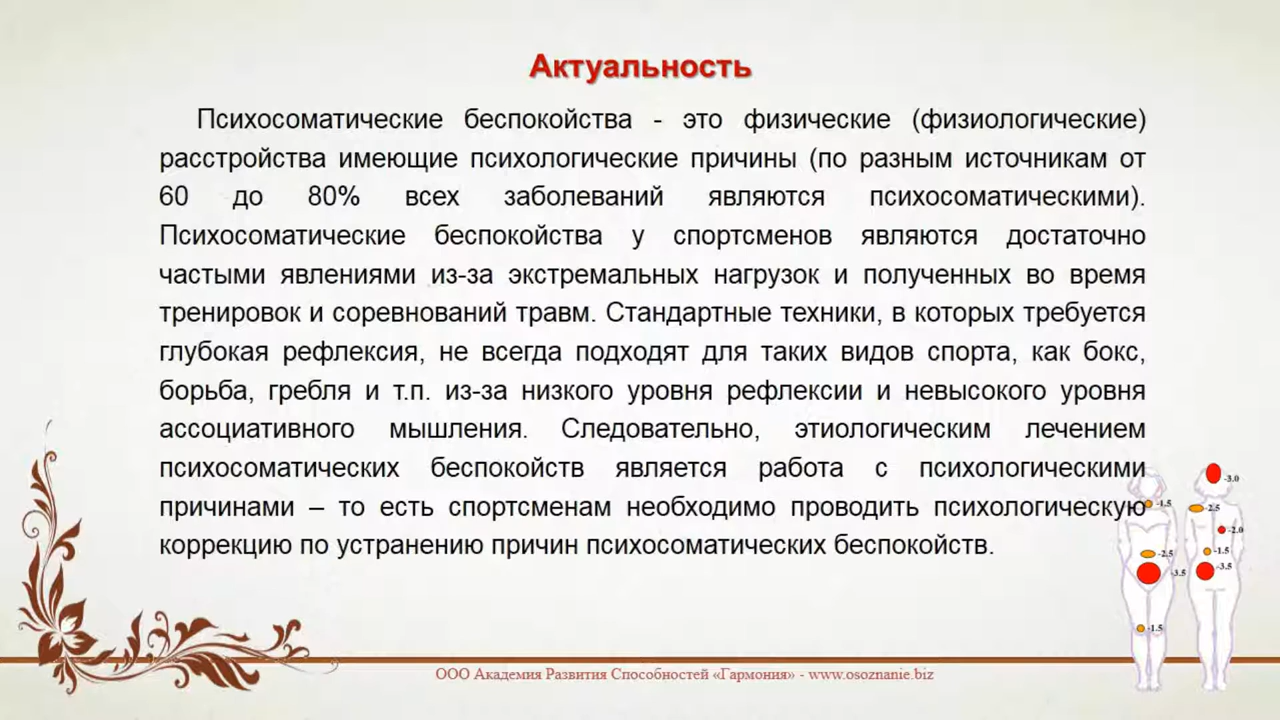 Актуальность
Психосоматические беспокойства - это физические (физиологические)
расстройства имеющие психологические причины (по разным источникам от
60 до 80% всех заболеваний являются психосоматическими).
Психосоматические беспокойства у спортсменов являются достаточно
частыми явлениями из-за экстремальных нагрузок и полученных во время
тренировок и соревнований травм. Стандартные техники, в которых требуется
глубокая рефлексия, не всегда подходят для таких видов спорта, как бокс,
борьба, гребля и т.п. из-за низкого уровня рефлексии и невысокого уровня
ассоциативного мышления. Следовательно, этиологическим лечением
психосоматических беспокойств является работа с психологическими
причинами – то есть спортсменам необходимо проводить психологическую
коррекцию по устранению причин психосоматических беспокойств.
-3.0
-1.5
-2.5
-2.0
-2.5
-1.5
-3.5
-3.5
-1.5
ООО Академия Развития Способностей «Гармония» - www.osoznanie.biz